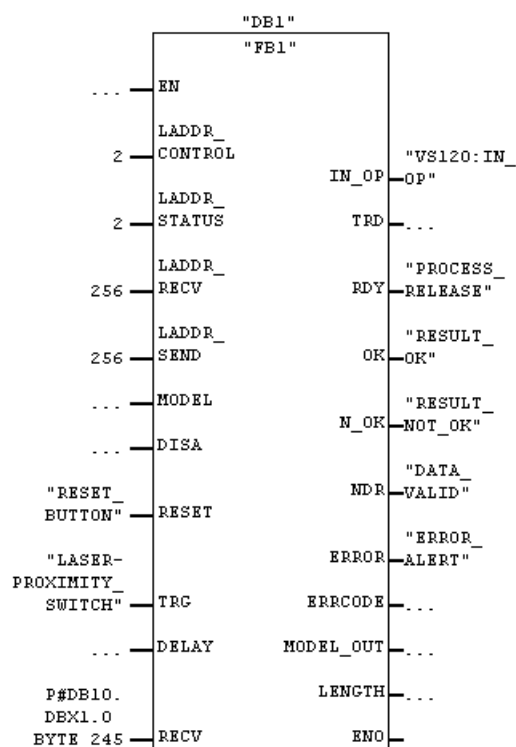 "DB1"
"FB1"
... EN
LADDR_
2 CONTROL
IN_OP "VS120:IN_
OP"
LADDR_
2 STATUS
TRD ...
LADDR_
256 RECV
RDY "PROCESS_
RELEASE"
LADDR_
256 SEND
OK "RESULT_
OK"
... MODEL
N_OK "RESULT_
NOT_OK"
... DISA
"RESET_
BUTTON" RESET
NDR "DATA_
VALID"
"LASER-
PROXIMITY_
SWITCH" TRG
ERROR "ERROR_
ALERT"
ERRCODE ...
... DELAY
MODEL_OUT ...
LENGTH ...
P#DB10.
DBX1.0
BYTE 245 RECV
ENO